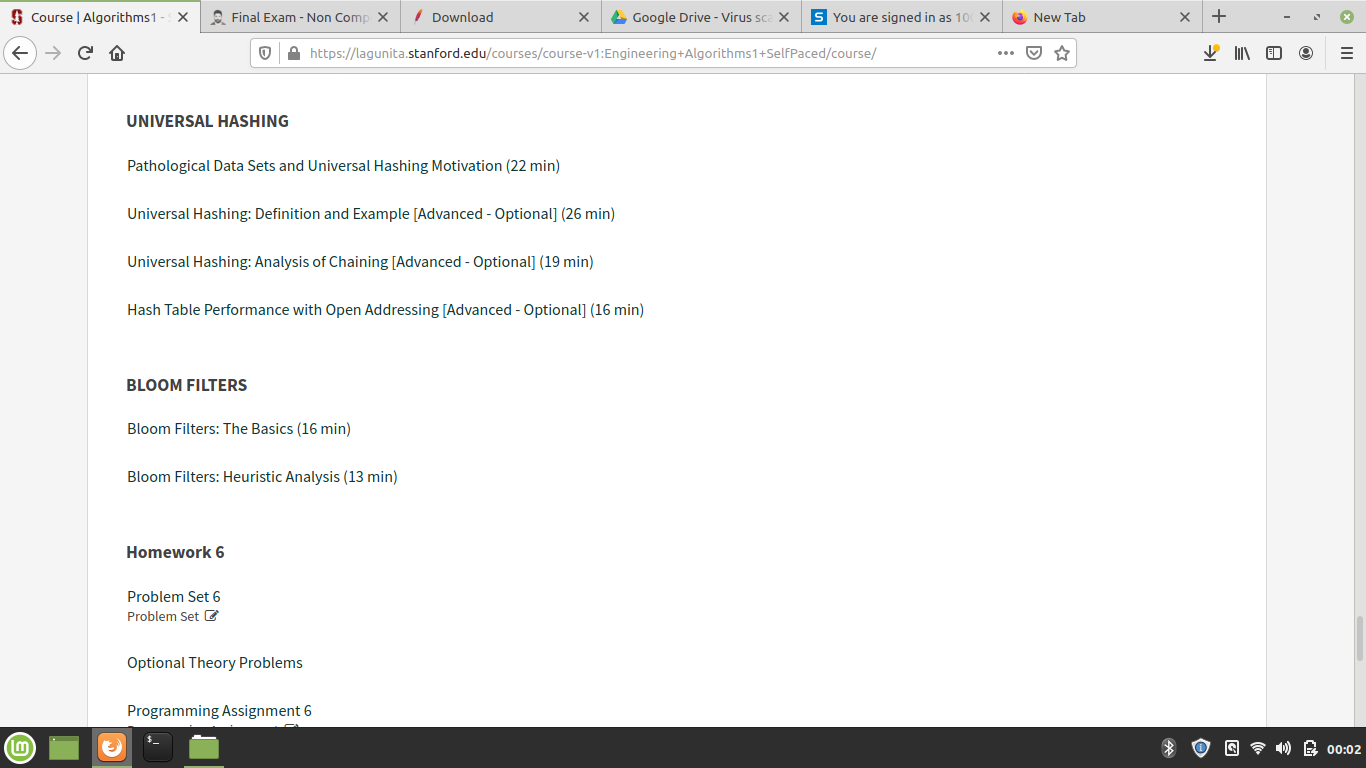 Course | Algorithms1 -
Final Exam - Non Comp
Download
Google Drive - Virus sca
You are signed in as 10
New Tab
https://lagunita.stanford.edu/courses/course-v1:Engineering+Algorithms1+SelfPaced/course/
UNIVERSAL HASHING
Pathological Data Sets and Universal Hashing Motivation (22 min)
Universal Hashing: Definition and Example [Advanced - Optional] (26 min)
Universal Hashing: Analysis of Chaining [Advanced - Optional] (19 min)
Hash Table Performance with Open Addressing [Advanced - Optional] (16 min)
BLOOM FILTERS
Bloom Filters: The Basics (16 min)
Bloom Filters: Heuristic Analysis (13 min)
Homework 6
Problem Set 6
Problem Set
Optional Theory Problems
Programming Assignment 6
00:02